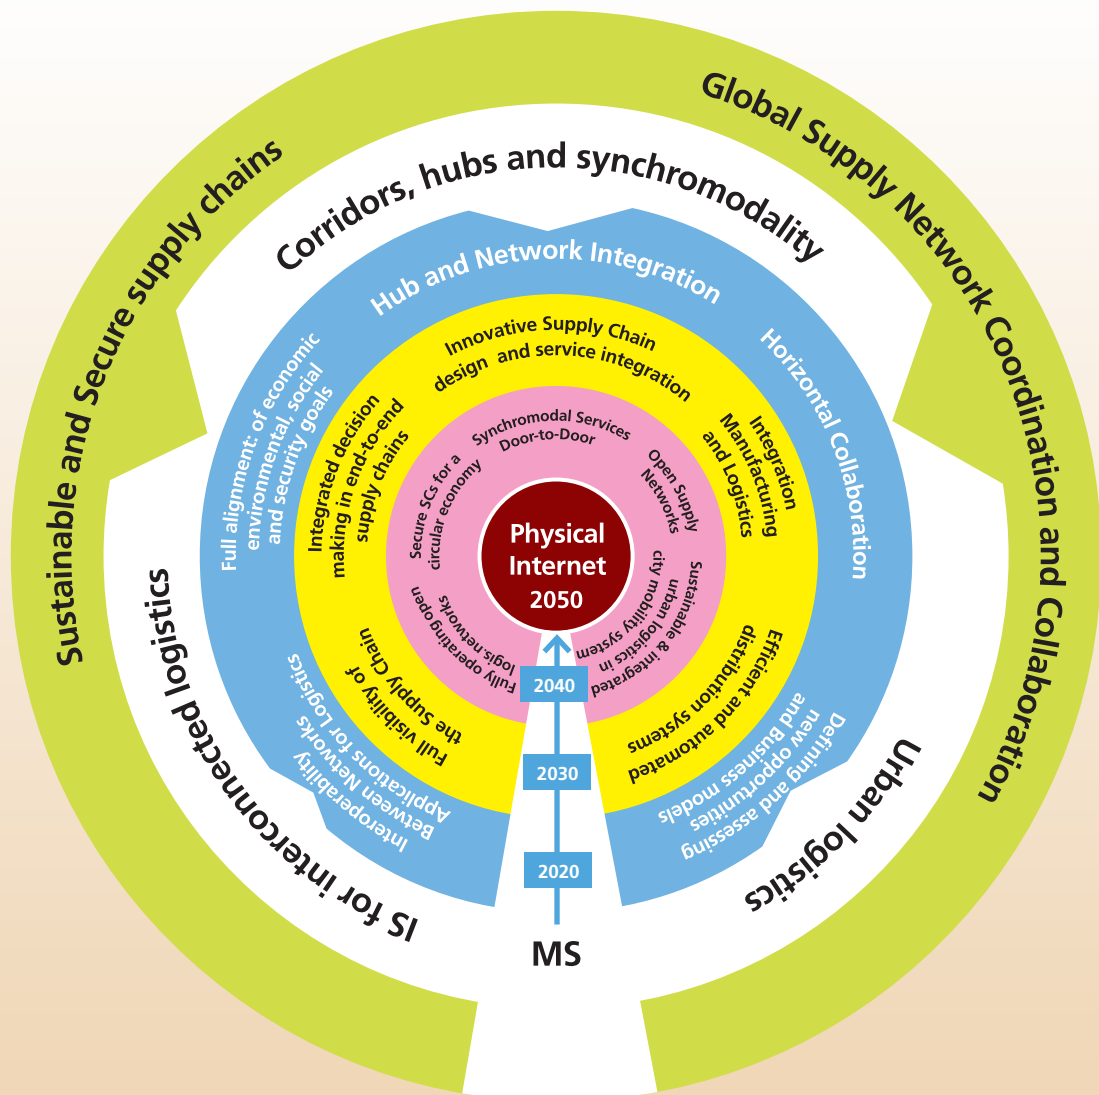 Sustainable and Secure supply chains
Global Supply Network Coordination and Collaboration
Corridors, hubs and synchromodality
IS for interconnected logistics
Urban logistics
Hub and Network Integration
Full alignment: of economic
environmental, social
and security goals
Horizontal Collaboration
Interoperability
Between Networks
Applications for Logistics
Defining and assessing
new opportunities
and Business models
Innovative Supply Chain
design and service integration
Integrated decision
making in end-to-end
supply chains
Integration
Manufacturing
and Logistics
Full visibility of
the Supply Chain
Efficient and automated
distribution systems
Synchromodal Services
Door-to-Door
Secure SCs for a
circular economy
Open Supply
Networks
Fully operating open
logis.networks
Sustainable & integrated
urban logistics in
city mobility system
Physical
Internet
2050
2040
2030
2020
MS